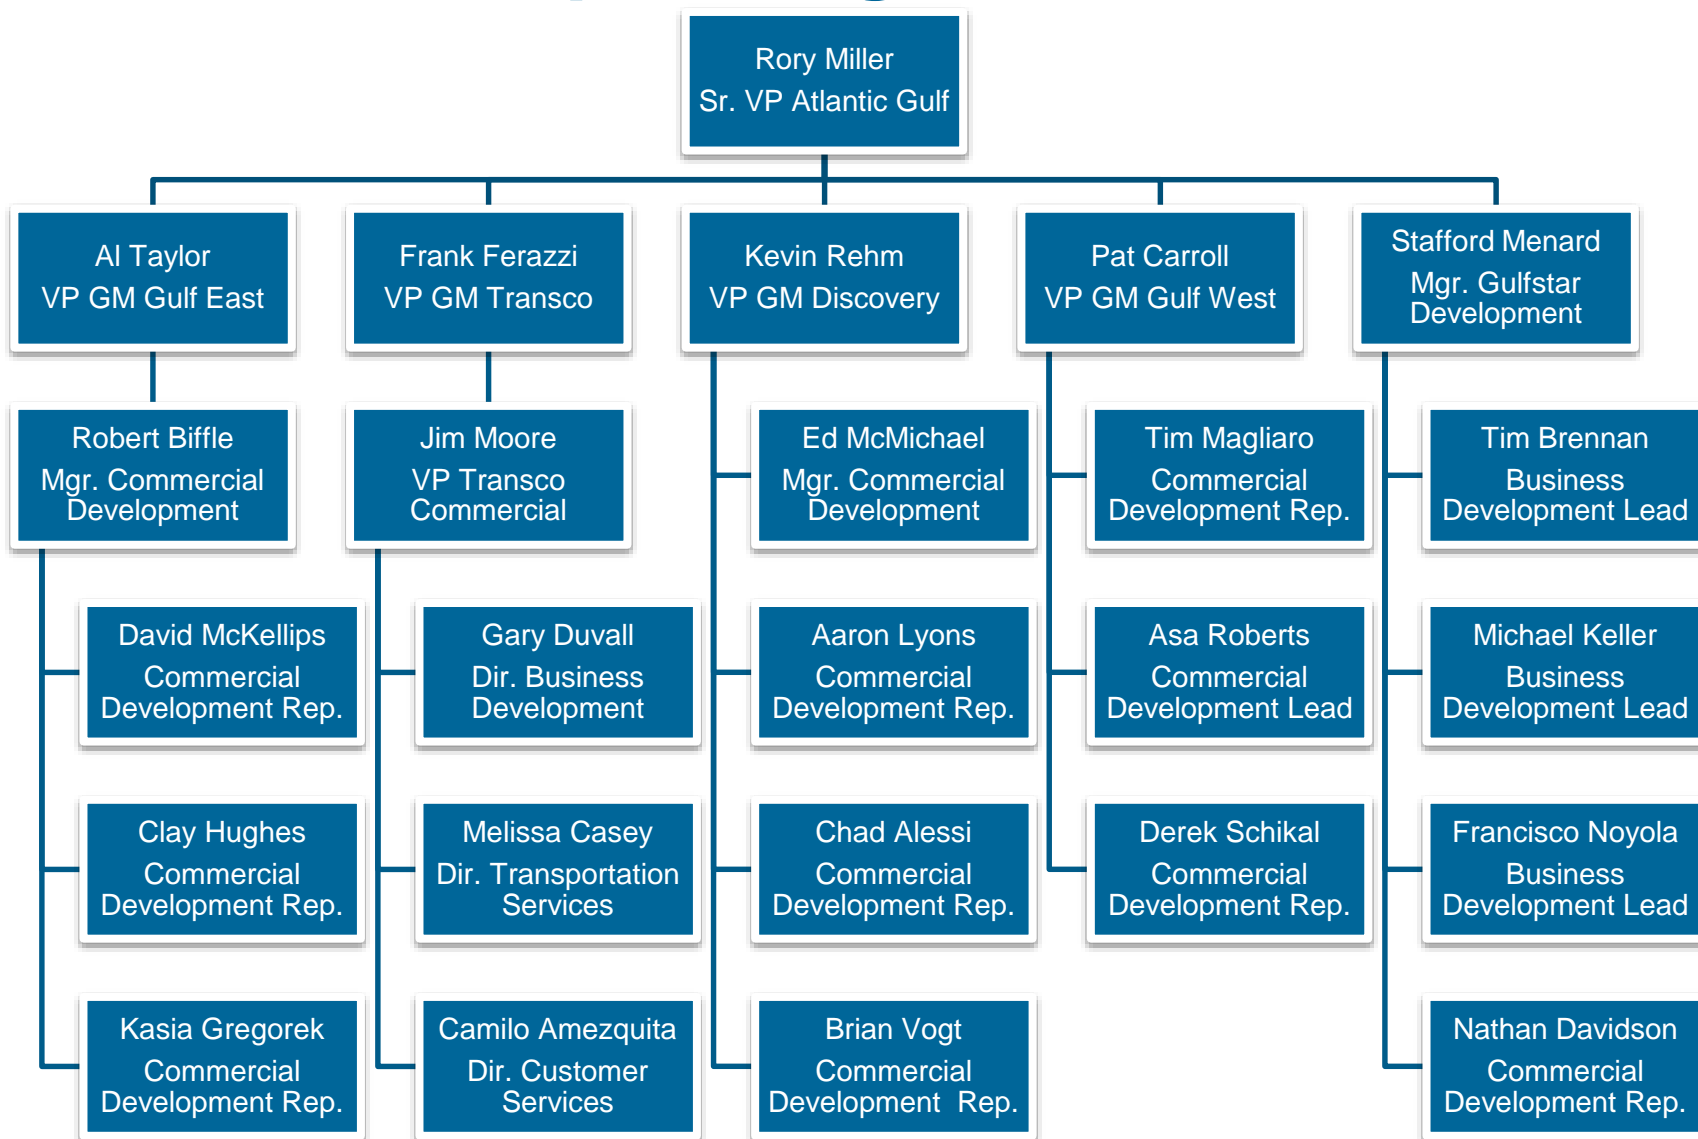 Rory Miller
Sr. VP Atlantic Gulf
Al Taylor
VP GM Gulf East
Frank Ferazzi
VP GM Transco
Kevin Rehm
VP GM Discovery
Pat Carroll
VP GM Gulf West
Stafford Menard
Mgr. Gulfstar
Development
Robert Biffle
Mgr. Commercial
Development
Jim Moore
VP Transco
Commercial
Ed McMichael
Mgr. Commercial
Development
Tim Magliaro
Commercial
Development Rep.
Tim Brennan
Business
Development Lead
David McKellips
Commercial
Development Rep.
Gary Duvall
Dir. Business
Development
Aaron Lyons
Commercial
Development Rep.
Asa Roberts
Commercial
Development Lead
Michael Keller
Business
Development Lead
Clay Hughes
Commercial
Development Rep.
Melissa Casey
Dir. Transportation
Services
Chad Alessi
Commercial
Development Rep.
Derek Schikal
Commercial
Development Rep.
Francisco Noyola
Business
Development Lead
Kasia Gregorek
Commercial
Development Rep.
Camilo Amezquita
Dir. Customer
Services
Brian Vogt
Commercial
Development Rep.
Nathan Davidson
Commercial
Development Rep.